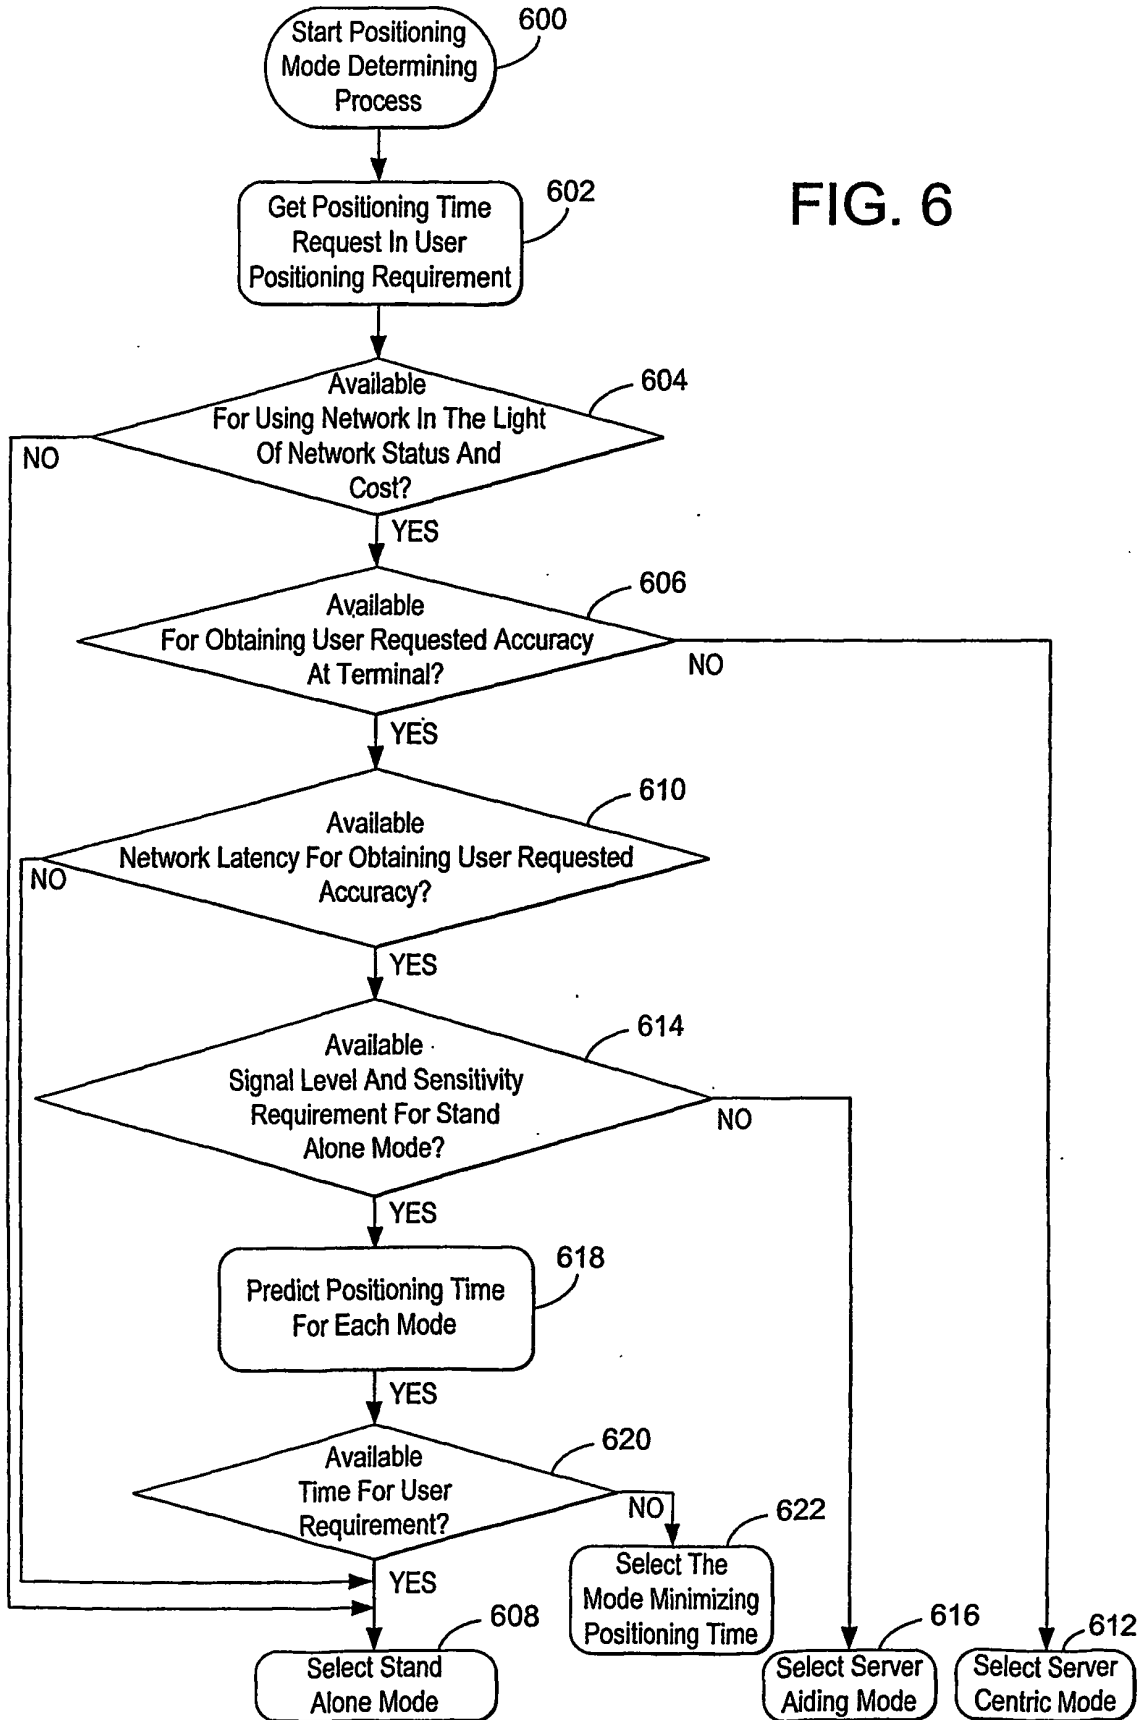 Start Positioning
Mode Determining
Process
600
Get Positioning Time
Request In User
Positioning Requirement
602
FIG. 6
Available
For Using Network In The Light
Of Network Status And
Cost?
604
NO
YES
Available
For Obtaining User Requested Accuracy
At Terminal?
606
NO
YES
Available
Network Latency For Obtaining User Requested
Accuracy?
610
NO
YES
Available
Signal Level And Sensitivity
Requirement For Stand
Alone Mode?
614
NO
YES
Predict Positioning Time
For Each Mode
618
YES
Available
Time For User
Requirement?
620
NO
YES
Select The
Mode Minimizing
Positioning Time
622
Select Stand
Alone Mode
608
Select Server
Aiding Mode
616
Select Server
Centric Mode
612